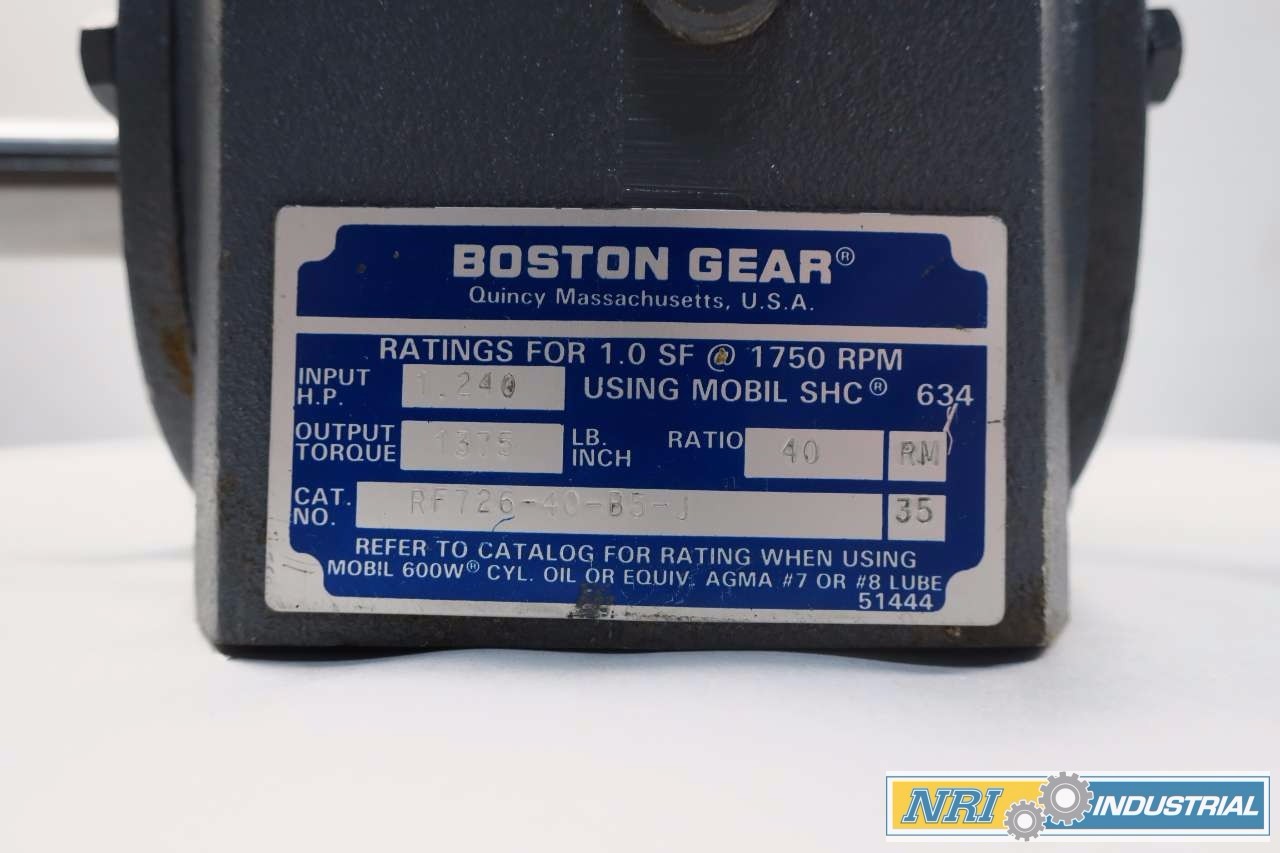 BOSTON GEAR®
Quincy Massachusetts, U.S.A.
RATINGS FOR 1.0 SF @ 1750 RPM
INPUT H.P. 1.240 USING MOBIL SHC® 634
OUTPUT TORQUE 1375 LB. INCH RATIO 40 RM
CAT. NO. RF726-40-B5-J 35
REFER TO CATALOG FOR RATING WHEN USING
MOBIL 600W® CYL. OIL OR EQUIV. AGMA #7 OR #8 LUBE
51444
NRI INDUSTRIAL